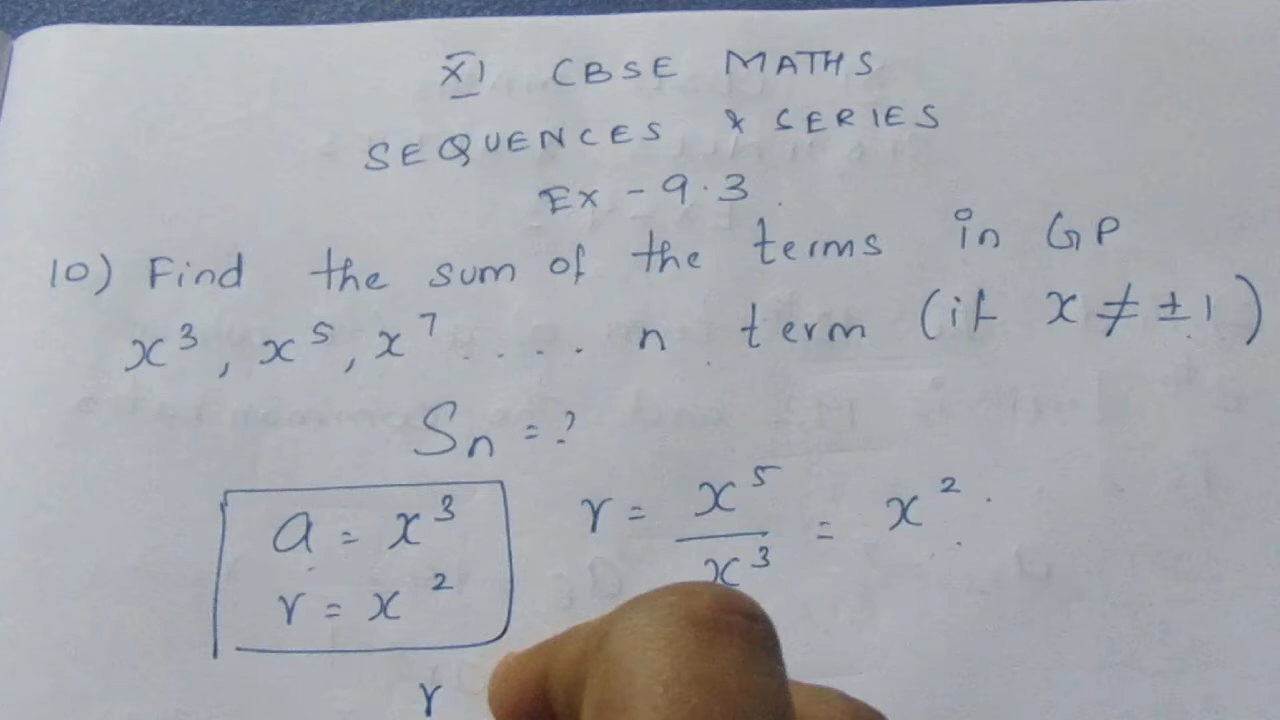 XI CBSE MATHS
SEQUENCES & SERIES
Ex - 9.3
10) Find the sum of the terms in GP
x³, x⁵, x⁷ .... n term (if x ≠ ±1)
Sn = ?
a = x³ r = x⁵/x³ = x²
r = x²
r